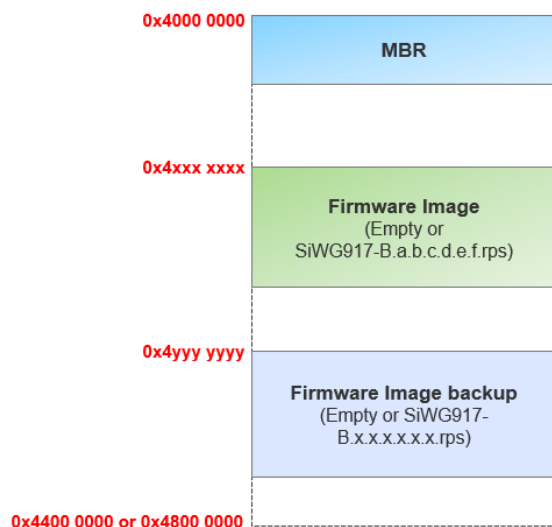 0x4000 0000
MBR
0x4xxx xxxx
Firmware Image
(Empty or
SiWG917-B.a.b.c.d.e.f.rps)
0x4yyy yyyy
Firmware Image backup
(Empty or SiWG917-
B.x.x.x.x.x.x.rps)
0x4400 0000 or 0x4800 0000